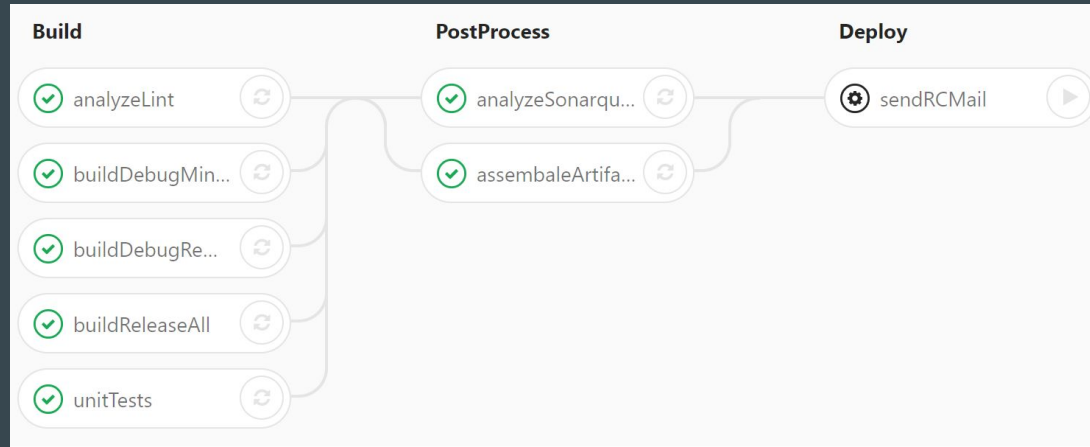 Build
analyzeLint
buildDebugMin...
buildDebugRe...
buildReleaseAll
unitTests
PostProcess
analyzeSonarqu...
assembaleArtifa...
Deploy
sendRCMail